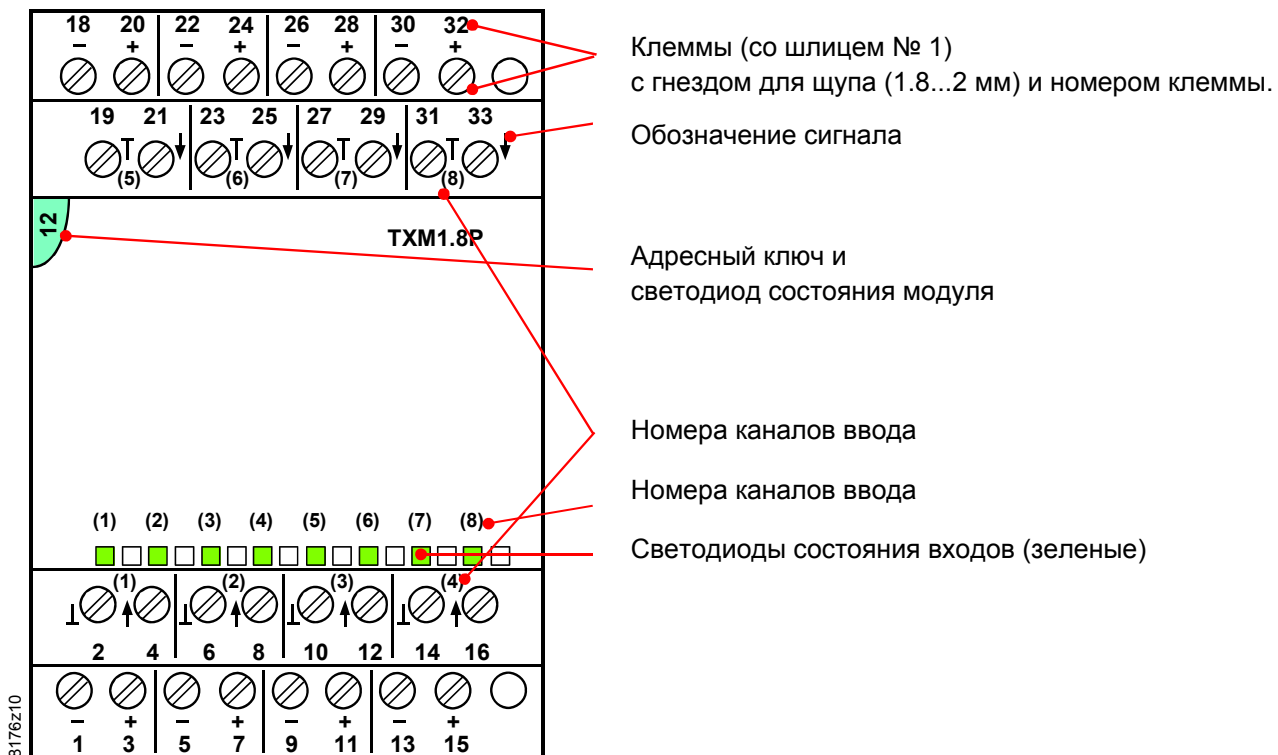 18 20 22 24 26 28 30 32
– + – + – + – +
Клеммы (со шлицем № 1)
с гнездом для щупа (1.8...2 мм) и номером клеммы.
19 21 23 25 27 29 31 33
Обозначение сигнала
(5) (6) (7) (8)
12
TXM1.8P
Адресный ключ и
светодиод состояния модуля
Номера каналов ввода
Номера каналов ввода
(1) (2) (3) (4) (5) (6) (7) (8)
Светодиоды состояния входов (зеленые)
(1) (2) (3) (4)
2 4 6 8 10 12 14 16
– + – + – + – +
1 3 5 7 9 11 13 15
8176z10